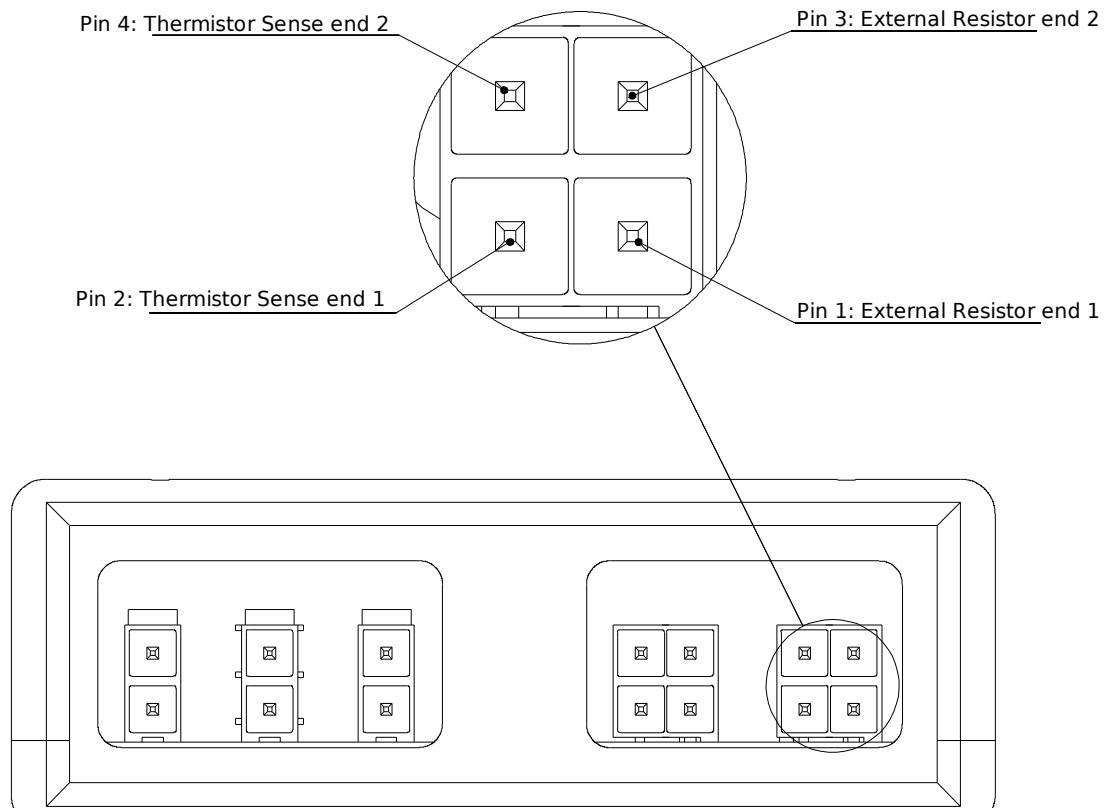 Pin 4: Thermistor Sense end 2
Pin 3: External Resistor end 2
Pin 2: Thermistor Sense end 1
Pin 1: External Resistor end 1